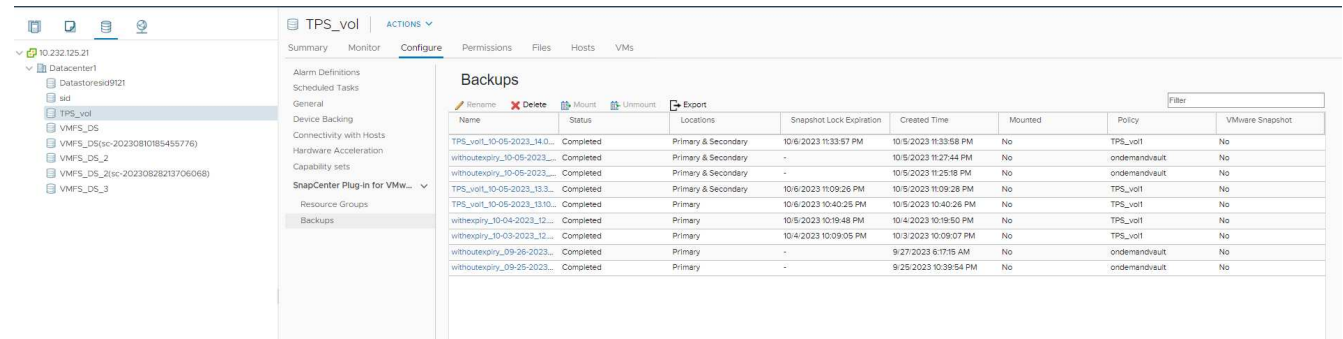 TPS_vol ACTIONS
Summary Monitor Configure Permissions Files Hosts VMs
10.232.125.21
Datacenter1
Datastoresid9121
sid
TPS_vol
VMFS_DS
VMFS_DS(sc-20230810185455776)
VMFS_DS_2
VMFS_DS_2(sc-20230828213706068)
VMFS_DS_3
Alarm Definitions
Scheduled Tasks
General
Device Backing
Connectivity with Hosts
Hardware Acceleration
Capability sets
SnapCenter Plug-in for VMw...
Resource Groups
Backups
Backups
Rename Delete Mount Unmount Export Filter
Name Status Locations Snapshot Lock Expiration Created Time Mounted Policy VMware Snapshot
TPS_vol1_10-05-2023_14.0... Completed Primary & Secondary 10/6/2023 11:33:57 PM 10/5/2023 11:33:58 PM No TPS_vol1 No
withoutexpiry_10-05-2023_... Completed Primary & Secondary - 10/5/2023 11:27:44 PM No ondemandvault No
withoutexpiry_10-05-2023_... Completed Primary & Secondary - 10/5/2023 11:25:18 PM No ondemandvault No
TPS_vol1_10-05-2023_13.3... Completed Primary & Secondary 10/6/2023 11:09:26 PM 10/5/2023 11:09:28 PM No TPS_vol1 No
TPS_vol1_10-05-2023_13.10... Completed Primary 10/6/2023 10:40:25 PM 10/5/2023 10:40:26 PM No TPS_vol1 No
withexpiry_10-04-2023_12.... Completed Primary 10/5/2023 10:19:48 PM 10/4/2023 10:19:50 PM No TPS_vol1 No
withexpiry_10-03-2023_12.... Completed Primary 10/4/2023 10:09:05 PM 10/3/2023 10:09:07 PM No TPS_vol1 No
withoutexpiry_09-26-2023... Completed Primary - 9/27/2023 6:17:15 AM No ondemandvault No
withoutexpiry_09-25-2023... Completed Primary - 9/25/2023 10:39:54 PM No ondemandvault No